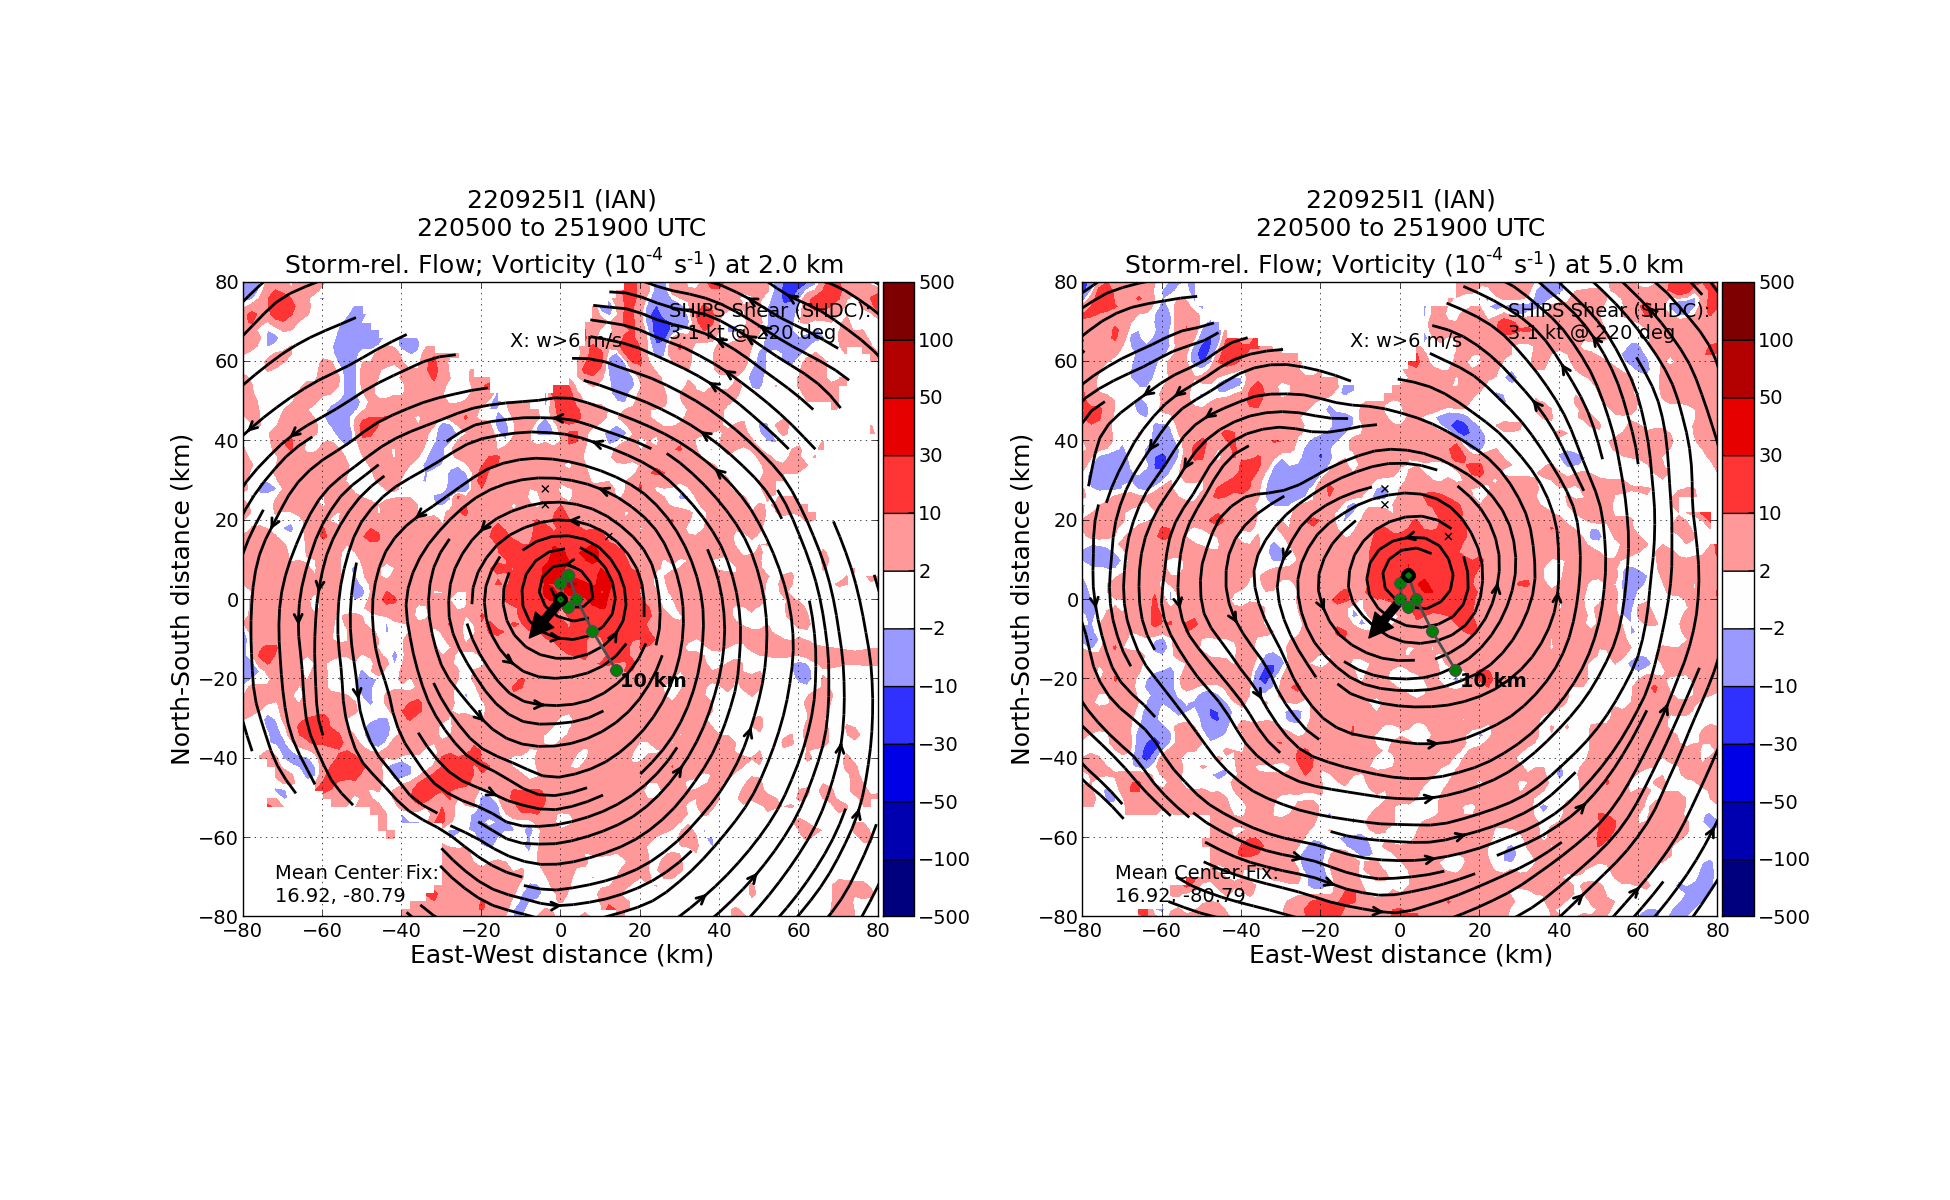 220925I1 (IAN)
220500 to 251900 UTC
Storm-rel. Flow; Vorticity (10⁻⁴ s⁻¹) at 2.0 km
SHIPS Shear (SHDC):
3.1 kt @ 220 deg
X: w>6 m/s
10 km
Mean Center Fix:
16.92, -80.79
North-South distance (km)
80
60
40
20
0
−20
−40
−60
−80
−80 −60 −40 −20 0 20 40 60 80
East-West distance (km)
500
100
50
30
10
2
−2
−10
−30
−50
−100
−500
220925I1 (IAN)
220500 to 251900 UTC
Storm-rel. Flow; Vorticity (10⁻⁴ s⁻¹) at 5.0 km
SHIPS Shear (SHDC):
3.1 kt @ 220 deg
X: w>6 m/s
10 km
Mean Center Fix:
16.92, -80.79
North-South distance (km)
80
60
40
20
0
−20
−40
−60
−80
−80 −60 −40 −20 0 20 40 60 80
East-West distance (km)
500
100
50
30
10
2
−2
−10
−30
−50
−100
−500